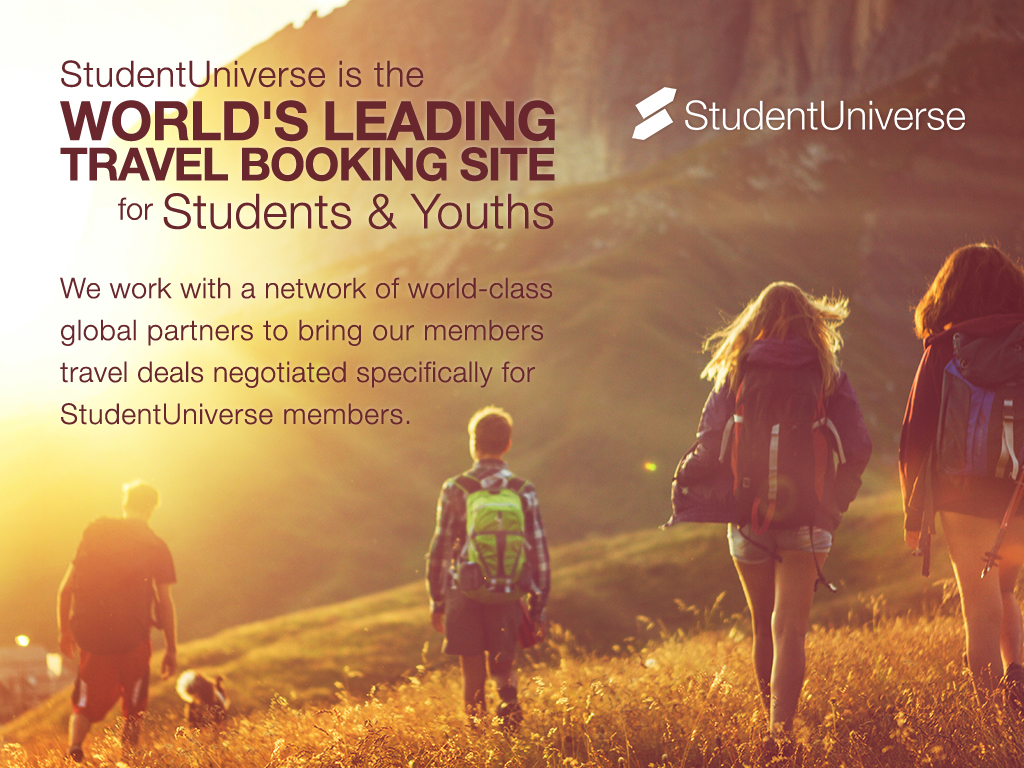 StudentUniverse is the
WORLD'S LEADING
TRAVEL BOOKING SITE
for Students & Youths
StudentUniverse
We work with a network of world-class
global partners to bring our members
travel deals negotiated specifically for
StudentUniverse members.